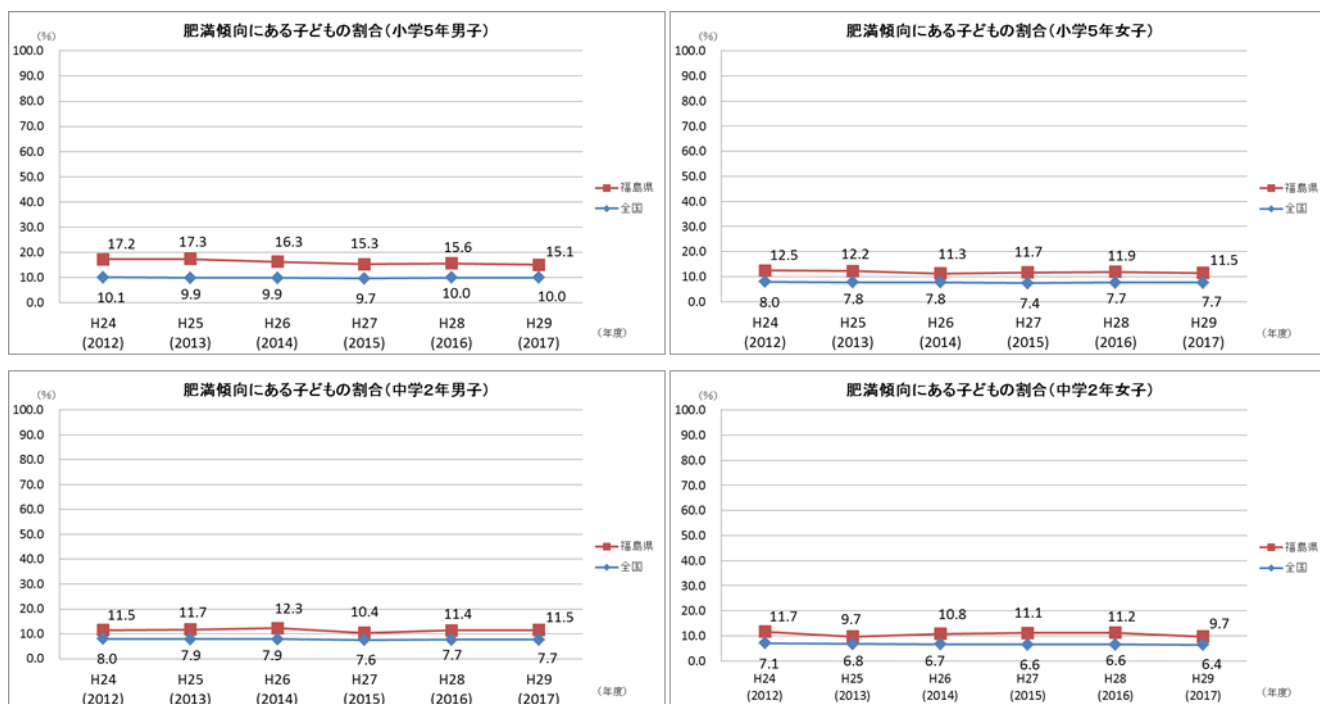 肥満傾向にある子どもの割合(小学5年男子)
(%)
100.0
90.0
80.0
70.0
60.0
50.0
40.0
30.0
20.0
10.0
0.0
17.2 17.3 16.3 15.3 15.6 15.1
10.1 9.9 9.9 9.7 10.0 10.0
H24 H25 H26 H27 H28 H29
(2012) (2013) (2014) (2015) (2016) (2017)
(年度)
福島県
全国
肥満傾向にある子どもの割合(小学5年女子)
(%)
100.0
90.0
80.0
70.0
60.0
50.0
40.0
30.0
20.0
10.0
0.0
12.5 12.2 11.3 11.7 11.9 11.5
8.0 7.8 7.8 7.4 7.7 7.7
H24 H25 H26 H27 H28 H29
(2012) (2013) (2014) (2015) (2016) (2017)
(年度)
福島県
全国
肥満傾向にある子どもの割合(中学2年男子)
(%)
100.0
90.0
80.0
70.0
60.0
50.0
40.0
30.0
20.0
10.0
0.0
11.5 11.7 12.3 10.4 11.4 11.5
8.0 7.9 7.9 7.6 7.7 7.7
H24 H25 H26 H27 H28 H29
(2012) (2013) (2014) (2015) (2016) (2017)
(年度)
福島県
全国
肥満傾向にある子どもの割合(中学2年女子)
(%)
100.0
90.0
80.0
70.0
60.0
50.0
40.0
30.0
20.0
10.0
0.0
11.7 9.7 10.8 11.1 11.2 9.7
7.1 6.8 6.7 6.6 6.6 6.4
H24 H25 H26 H27 H28 H29
(2012) (2013) (2014) (2015) (2016) (2017)
(年度)
福島県
全国